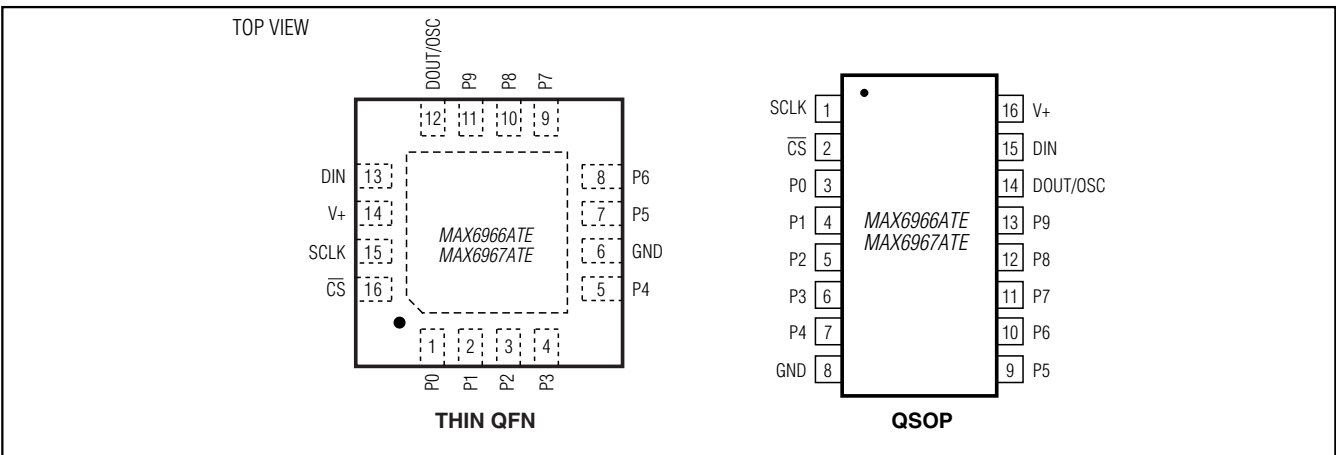 TOP VIEW
DOUT/OSC
P9
P8
P7
12
11
10
9
DIN 13
V+ 14
SCLK 15
CS 16
8 P6
7 P5
6 GND
5 P4
MAX6966ATE
MAX6967ATE
1
2
3
4
P0
P1
P2
P3
THIN QFN
SCLK 1
CS 2
P0 3
P1 4
P2 5
P3 6
P4 7
GND 8
MAX6966ATE
MAX6967ATE
16 V+
15 DIN
14 DOUT/OSC
13 P9
12 P8
11 P7
10 P6
9 P5
QSOP